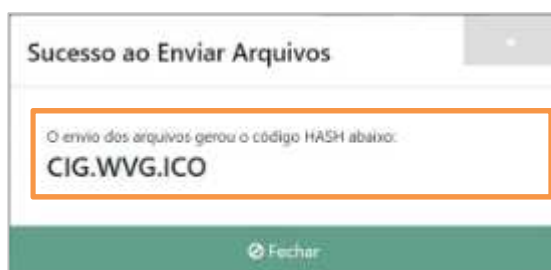 Sucesso ao Enviar Arquivos
O envio dos arquivos gerou o código HASH abaixo:
CIG.WVG.ICO
Fechar